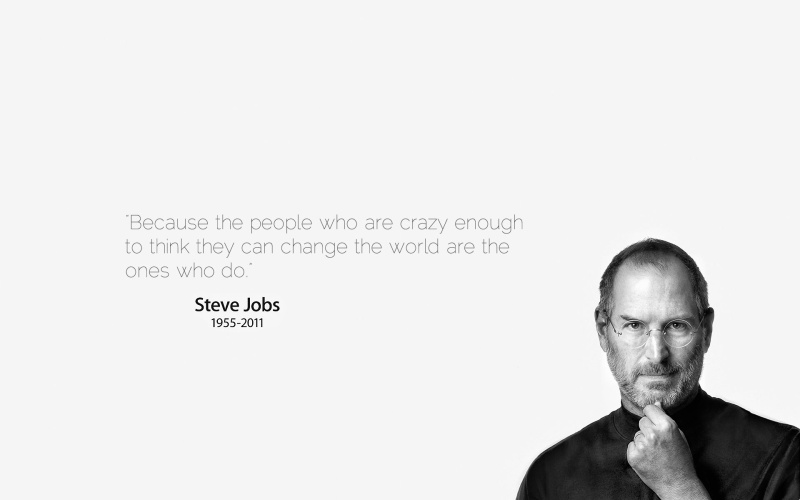 "Because the people who are crazy enough
to think they can change the world are the
ones who do."
Steve Jobs
1955-2011